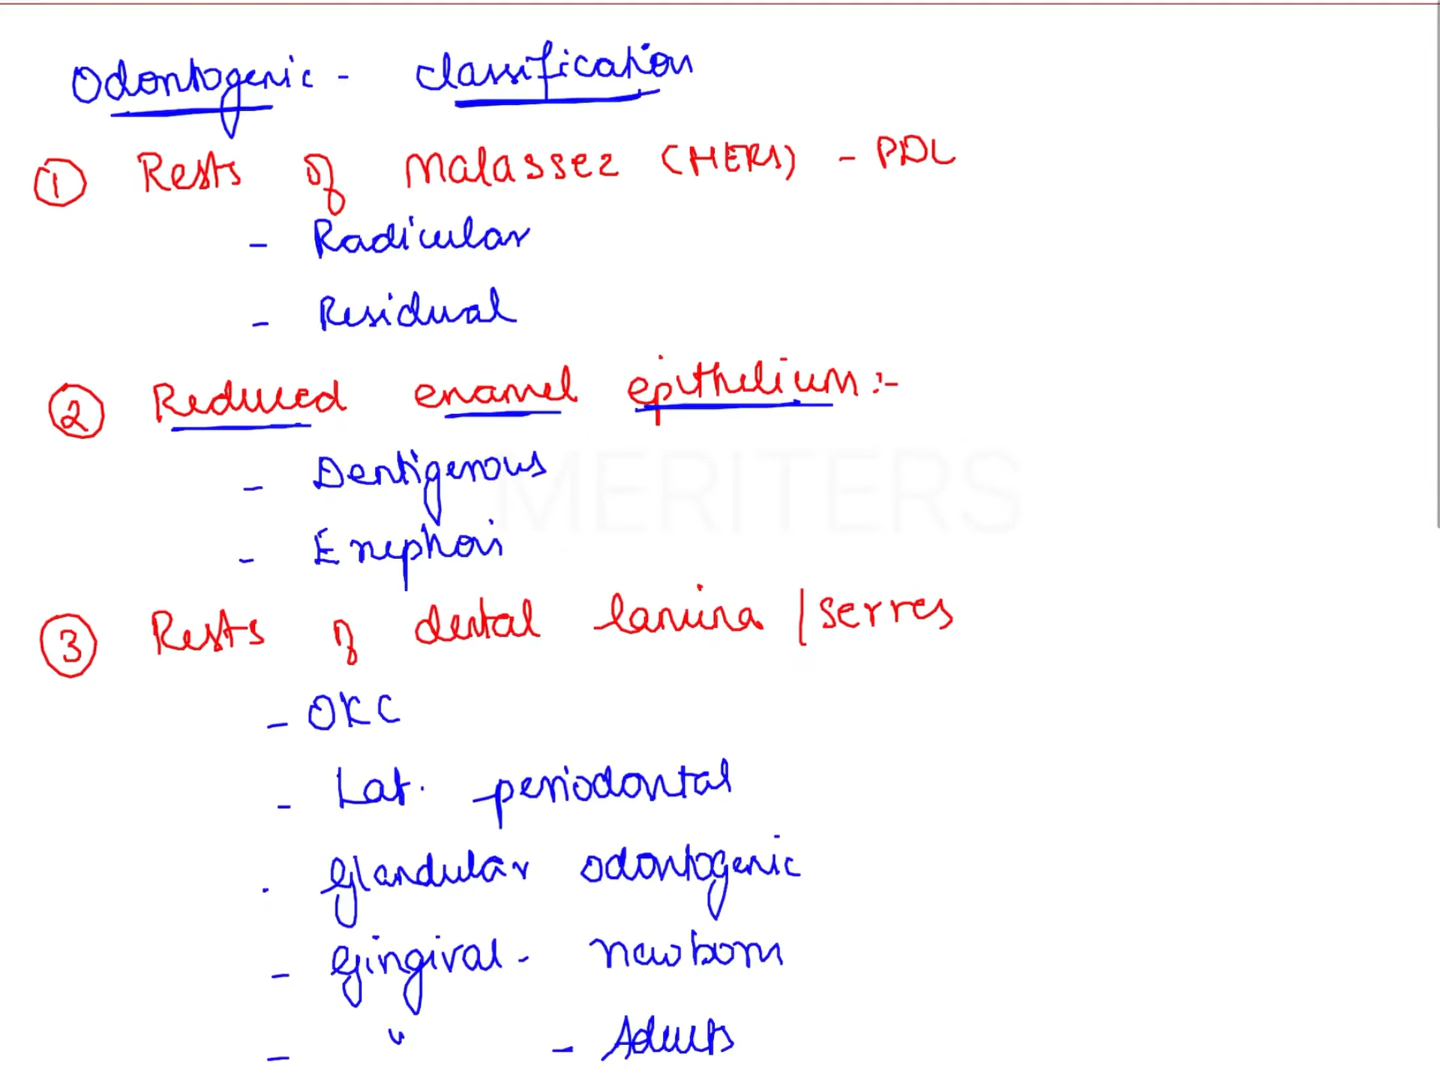 Odontogenic - classification
① Rests of Malassez (HERS) - PDL
- Radicular
- Residual
② Reduced enamel epithelium :-
- Dentigerous
MERITERS
③ Rests of dental lamina / serres
- OKC
- Lat. periodontal
. Glandular odontogenic
- Gingival - newborn
- " - Adults